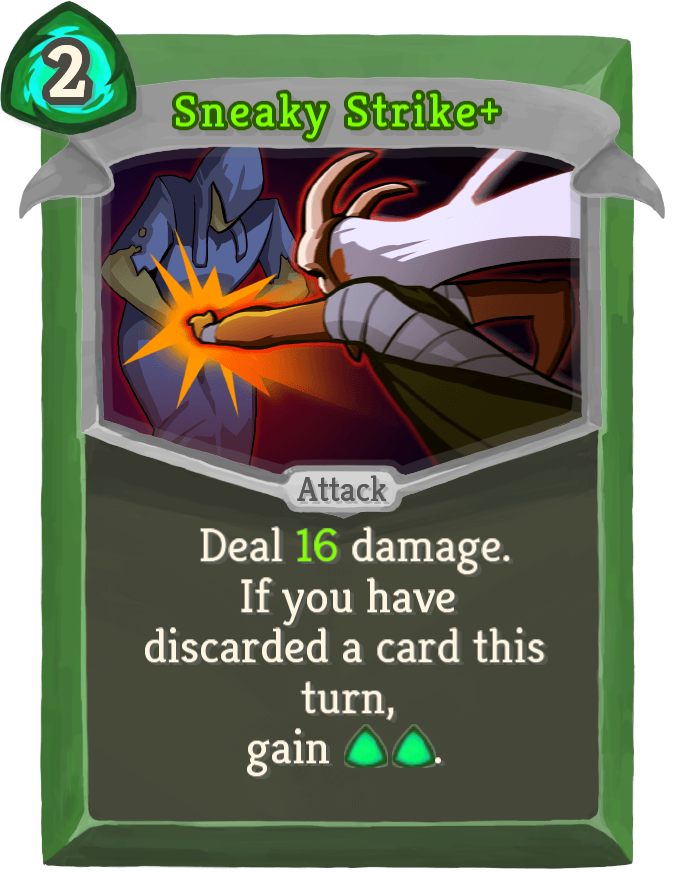 2
Sneaky Strike+
Attack
Deal 16 damage.
If you have
discarded a card this
turn,
gain .